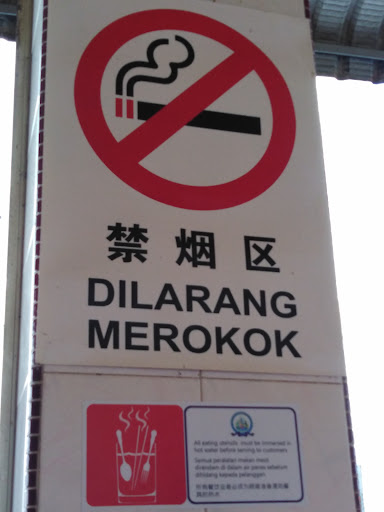 禁烟区
DILARANG
MEROKOK
All eating utensils must be immersed in
hot water before serving to customers
Semua peralatan makan mesti
direndam di dalam air panas sebelum
dihidang kepada pelanggan